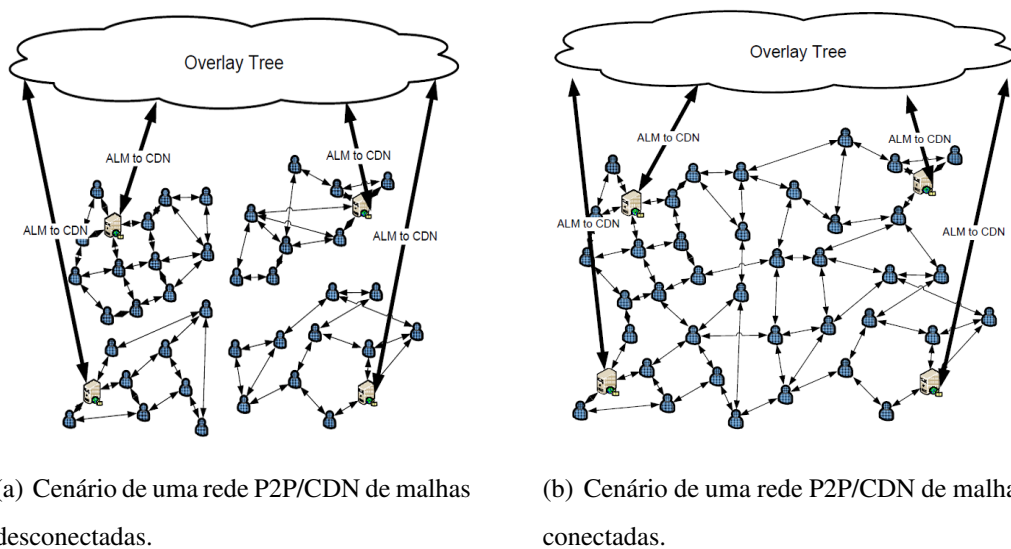 Overlay Tree
ALM to CDN
ALM to CDN
ALM to CDN
ALM to CDN
(a) Cenário de uma rede P2P/CDN de malhas
desconectadas.
Overlay Tree
ALM to CDN
ALM to CDN
ALM to CDN
ALM to CDN
(b) Cenário de uma rede P2P/CDN de malha
conectadas.